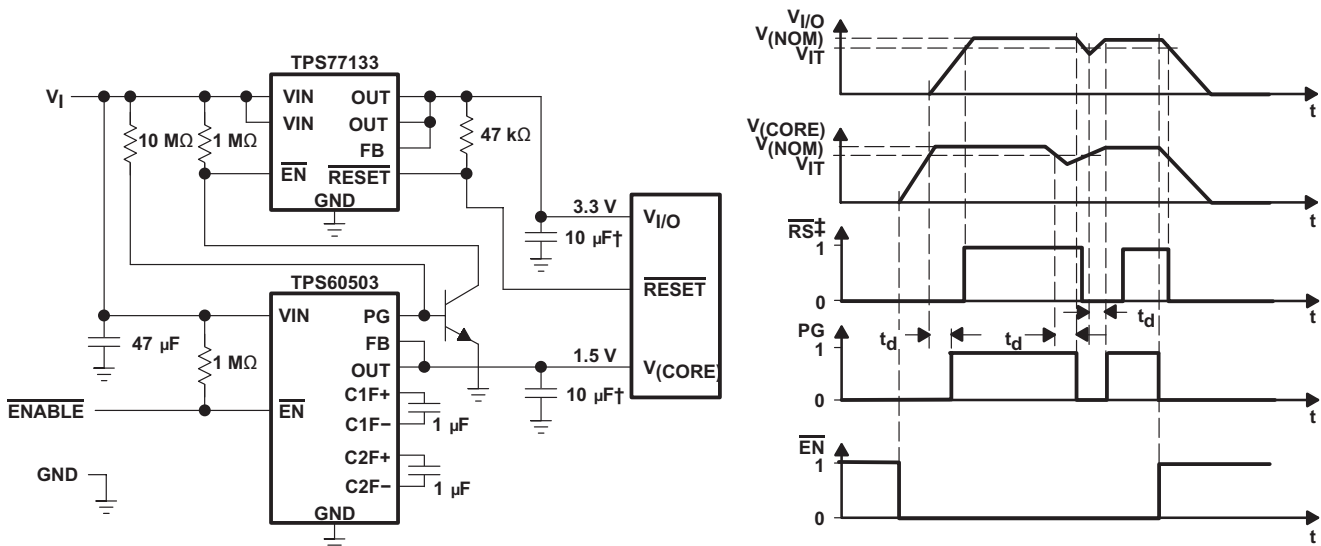 TPS77133
VI
VIN
OUT
VIN
OUT
FB
10 MΩ
1 MΩ
47 kΩ
EN
RESET
GND
3.3 V
VI/O
10 µF†
TPS60503
RESET
VIN
PG
FB
47 µF
1 MΩ
OUT
1.5 V
V(CORE)
10 µF†
C1F+
ENABLE
EN
C1F−
1 µF
GND
C2F+
C2F−
1 µF
GND
VI/O
V(NOM)
VIT
t
V(CORE)
V(NOM)
VIT
t
RS‡
1
0
t
td
td
td
PG
1
0
t
EN
1
0
t